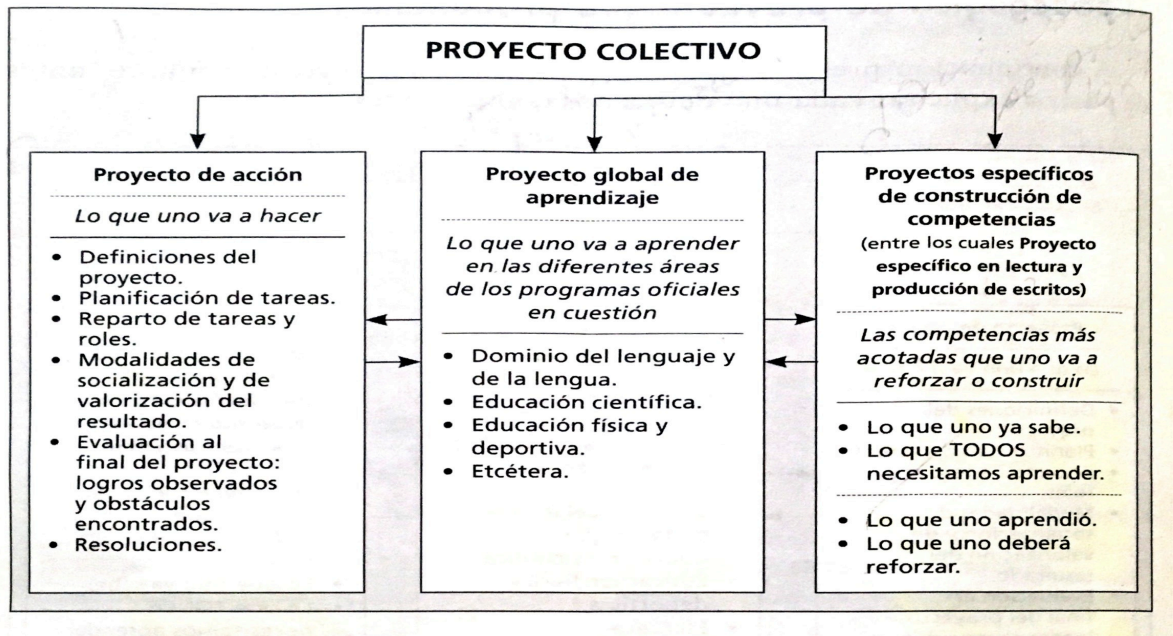 PROYECTO COLECTIVO
Proyecto de acción
Lo que uno va a hacer
• Definiciones del
proyecto.
• Planificación de tareas.
• Reparto de tareas y
roles.
• Modalidades de
socialización y de
valorización del
resultado.
• Evaluación al
final del proyecto:
logros observados
y obstáculos
encontrados.
• Resoluciones.
Proyecto global de
aprendizaje
Lo que uno va a aprender
en las diferentes áreas
de los programas oficiales
en cuestión
• Dominio del lenguaje y
de la lengua.
• Educación científica.
• Educación física y
deportiva.
• Etcétera.
Proyectos específicos
de construcción de
competencias
(entre los cuales Proyecto
específico en lectura y
producción de escritos)
Las competencias más
acotadas que uno va a
reforzar o construir
• Lo que uno ya sabe.
• Lo que TODOS
necesitamos aprender.
• Lo que uno aprendió.
• Lo que uno deberá
reforzar.